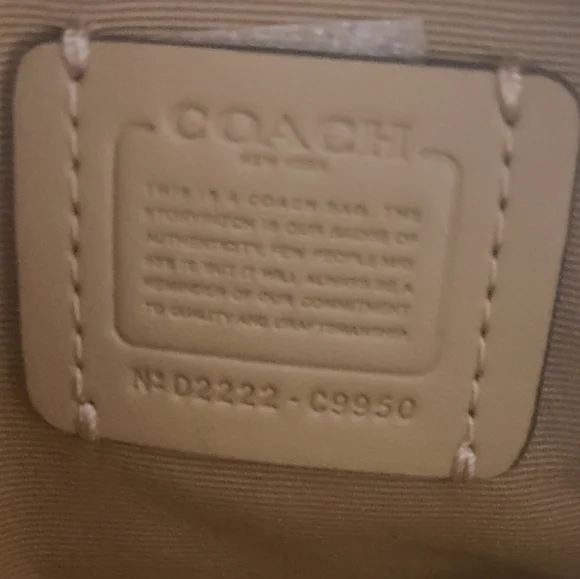 COACH
NEW YORK
THIS IS A COACH BAG. THE
STORYPATCH IS OUR BADGE OF
AUTHENTICITY. FEW PEOPLE MAY
SEE IT BUT IT WILL ALWAYS BE A
REMINDER OF OUR COMMITMENT
TO QUALITY AND CRAFTSMANSHIP.
Nº D2222 - C9950